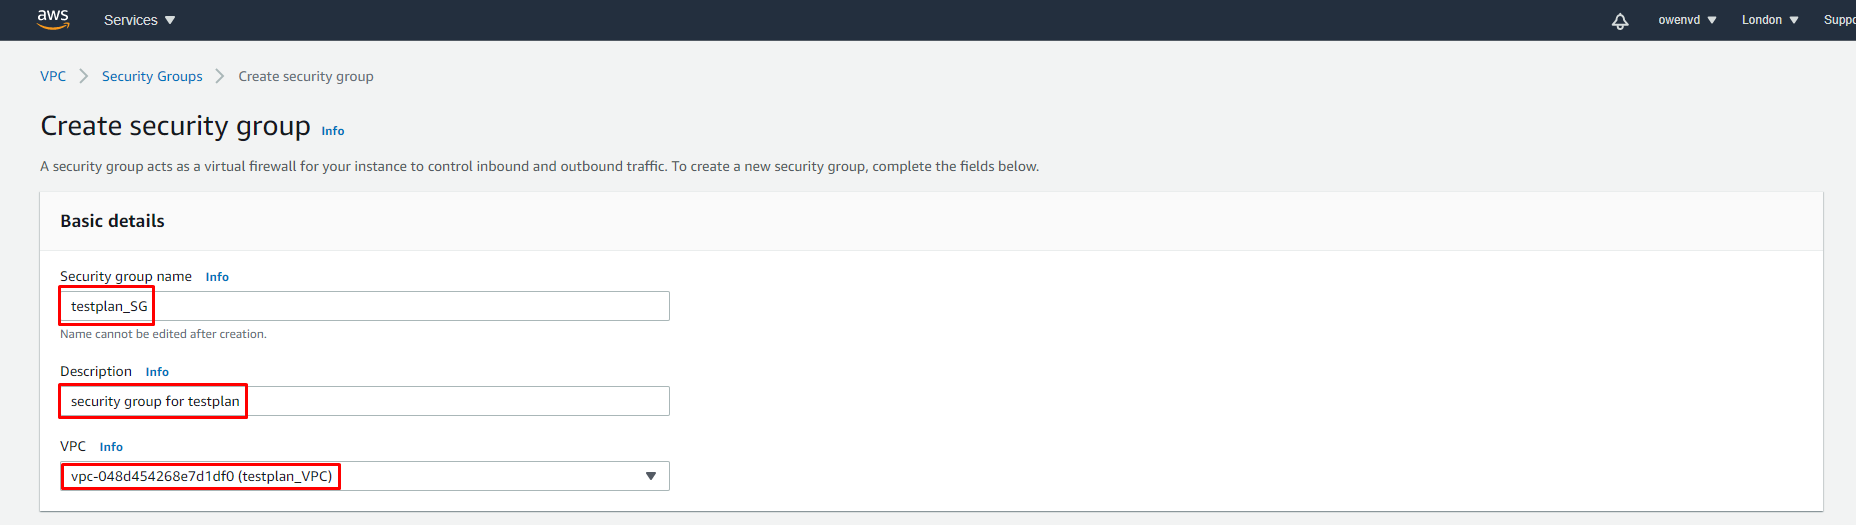 aws Services owenvd London Suppo
VPC Security Groups Create security group
Create security group Info
A security group acts as a virtual firewall for your instance to control inbound and outbound traffic. To create a new security group, complete the fields below.
Basic details
Security group name Info
testplan_SG
Name cannot be edited after creation.
Description Info
security group for testplan
VPC Info
vpc-048d454268e7d1df0 (testplan_VPC)